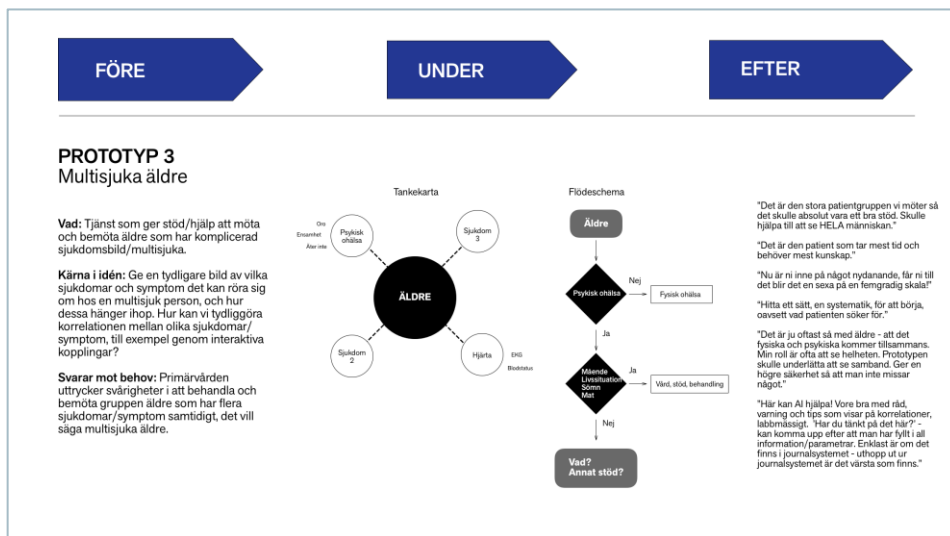 FÖRE
UNDER
EFTER
PROTOTYP 3
Multisjuka äldre
Vad: Tjänst som ger stöd/hjälp att möta
och bemöta äldre som har komplicerad
sjukdomsbild/multisjuka.
Kärna i idén: Ge en tydligare bild av vilka
sjukdomar och symptom det kan röra sig
om hos en multisjuk person, och hur
dessa hänger ihop. Hur kan vi tydliggöra
korrelationen mellan olika sjukdomar/
symptom, till exempel genom interaktiva
kopplingar?
Svarar mot behov: Primärvården
uttrycker svårigheter i att behandla och
bemöta gruppen äldre som har flera
sjukdomar/symptom samtidigt, det vill
säga multisjuka äldre.
Tankekarta
Oro
Ensamhet
Äter inte
Psykisk
ohälsa
Sjukdom
3
ÄLDRE
Sjukdom
2
Hjärta
EKG
Blodstatus
Flödeschema
Äldre
Psykisk ohälsa
Nej
Fysisk ohälsa
Ja
Mående
Livssituation
Sömn
Mat
Ja
Vård, stöd, behandling
Nej
Vad?
Annat stöd?
"Det är den stora patientgruppen vi möter så
det skulle absolut vara ett bra stöd. Skulle
hjälpa till att se HELA människan."
"Det är den patient som tar mest tid och
behöver mest kunskap."
"Nu är ni inne på något nydanande, får ni till
det blir det en sexa på en femgradig skala!"
"Hitta ett sätt, en systematik, för att börja,
oavsett vad patienten söker för."
"Det är ju oftast så med äldre - att det
fysiska och psykiska kommer tillsammans.
Min roll är ofta att se helheten. Prototypen
skulle underlätta att se samband. Ger en
högre säkerhet så att man inte missar
något."
"Här kan AI hjälpa! Vore bra med råd,
varning och tips som visar på korrelationer,
labbmässigt. 'Har du tänkt på det här?' -
kan komma upp efter att man har fyllt i all
information/parametrar. Enklast är om det
finns i journalsystemet - uthopp ut ur
journalsystemet är det värsta som finns."